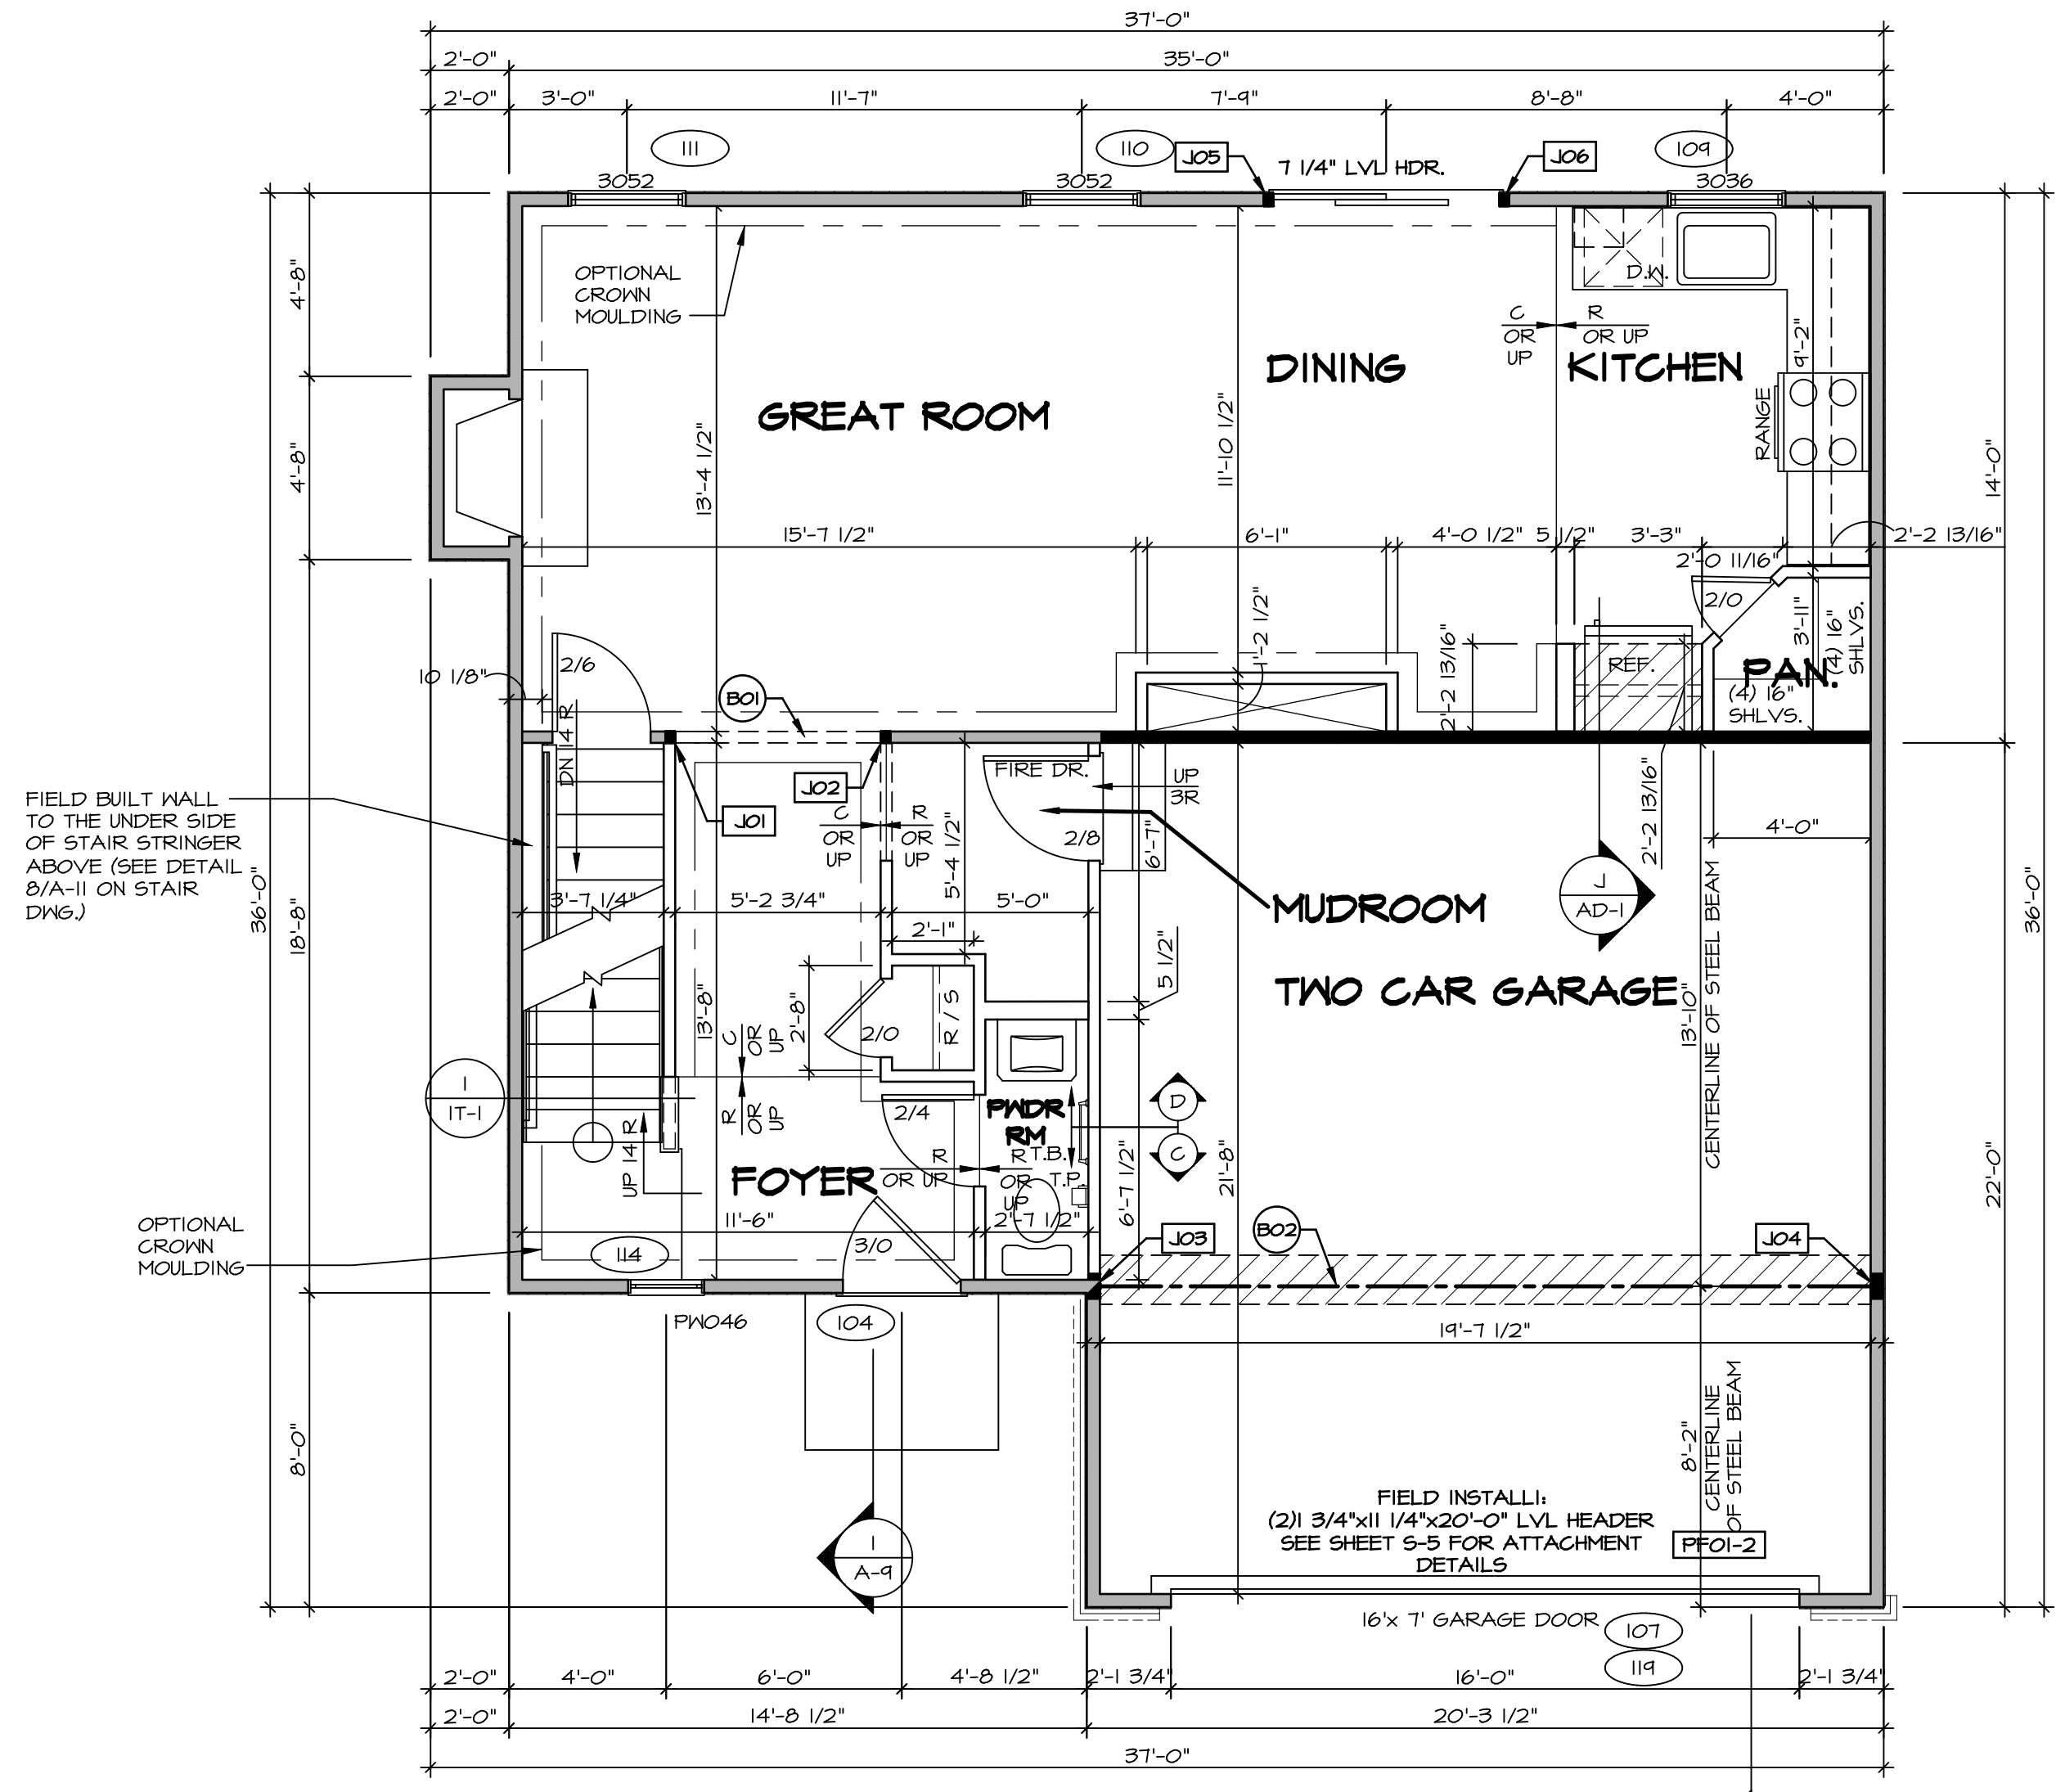 37'-0"
2'-0" 35'-0"
2'-0" 3'-0" 11'-7" 7'-9" 8'-8" 4'-0"
111 110 J05 7 1/4" LVL HDR. J06 109
3052 3052 3036
4'-8"
OPTIONAL
CROWN
MOULDING
D.W.
C
OR
UP
R
OR UP
9'-2"
DINING
KITCHEN
GREAT ROOM
RANGE
13'-4 1/2"
11'-10 1/2"
4'-8"
14'-0"
15'-7 1/2" 6'-1" 4'-0 1/2" 5 1/2" 3'-3" 2'-2 13/16"
2'-0 11/16"
2/0
3'-11"
(4) 16"
SHLVS.
1'-2 1/2"
2'-2 13/16"
REF.
PAN.
(4) 16"
SHLVS.
10 1/8"
2/6
B01
DN 14 R
FIELD BUILT WALL
TO THE UNDER SIDE
OF STAIR STRINGER
ABOVE (SEE DETAIL
8/A-11 ON STAIR
DWG.)
36'-0"
18'-8"
J01
J02
C
OR
UP
R
OR
UP
FIRE DR.
UP
3R
2/8
5'-4 1/2"
6'-7"
2'-2 13/16"
4'-0"
3'-7 1/4" 5'-2 3/4" 5'-0"
2'-1"
MUDROOM
J
AD-1
36'-0"
5 1/2"
TWO CAR GARAGE
13'-10"
CENTERLINE OF STEEL BEAM
13'-8"
C
OR
UP
R
OR
UP
2'-8"
2/0
R / S
1
1T-1
2/4
PWDR
RM
D
C
T.B.
T.P.
UP 14 R
FOYER
R
OR UP
R
OR
UP
6'-7 1/2"
21'-8"
22'-0"
11'-6" 2'-7 1/2"
OPTIONAL
CROWN
MOULDING
114
3/0
J03
B02
J04
PW046
104
19'-7 1/2"
8'-0"
8'-2"
CENTERLINE
OF STEEL BEAM
FIELD INSTALLI:
(2)1 3/4"x11 1/4"x20'-0" LVL HEADER
SEE SHEET S-5 FOR ATTACHMENT
DETAILS
PF01-2
1
A-9
16'x 7' GARAGE DOOR
107
119
2'-0" 4'-0" 6'-0" 4'-8 1/2" 2'-1 3/4" 16'-0" 2'-1 3/4"
2'-0" 14'-8 1/2" 20'-3 1/2"
37'-0"